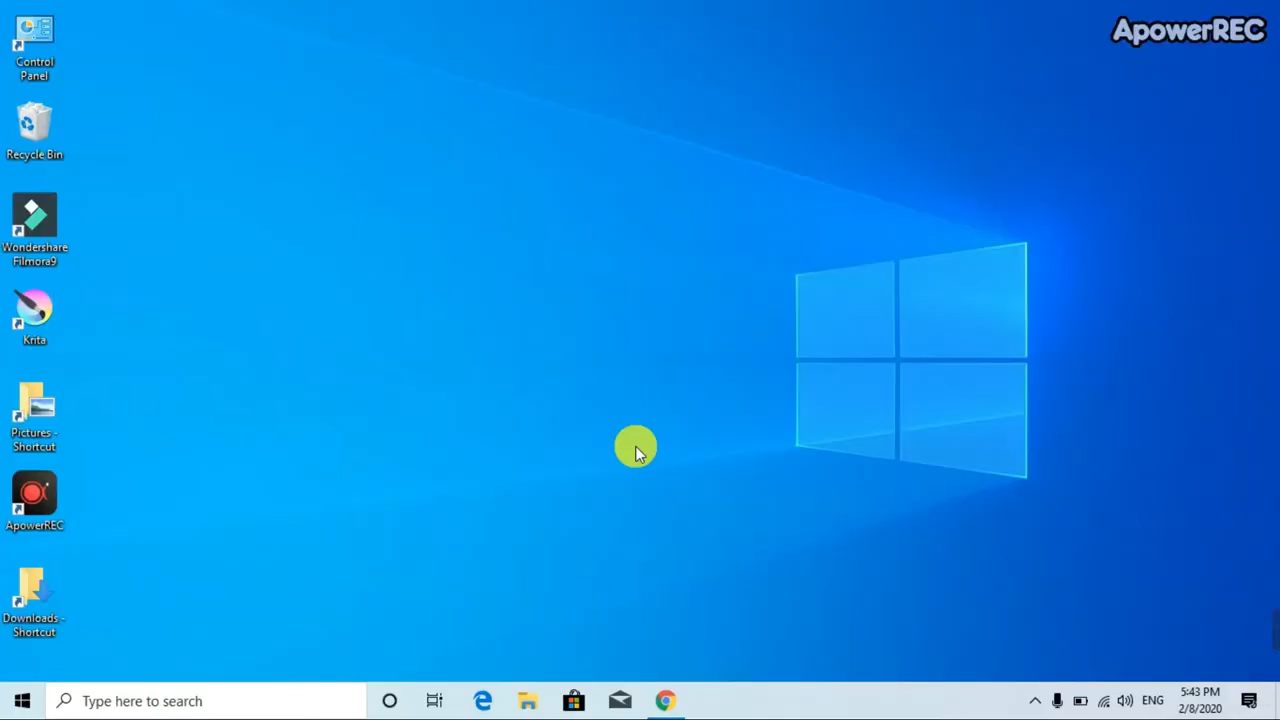 ApowerREC
Control
Panel
Recycle Bin
Wondershare
Filmora9
Krita
Pictures -
Shortcut
ApowerREC
Downloads -
Shortcut
Type here to search
ENG
5:43 PM
2/8/2020